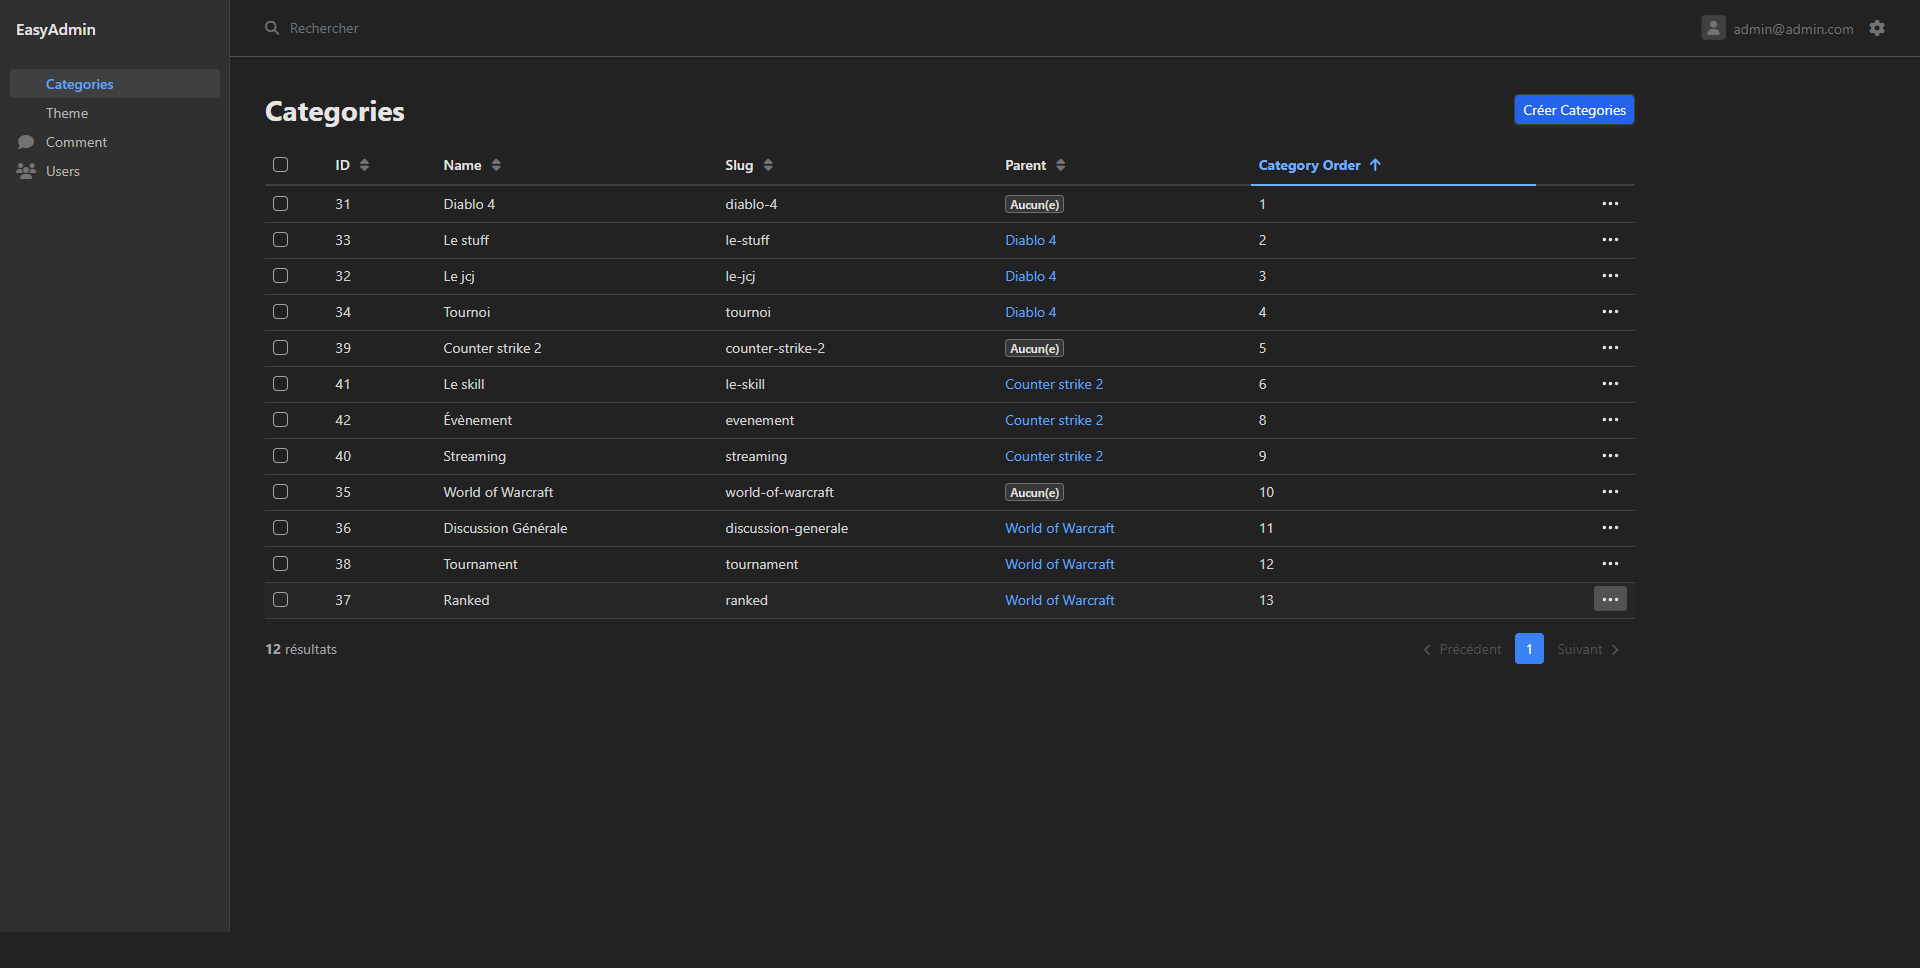 EasyAdmin
Rechercher
admin@admin.com
Categories
Theme
Comment
Users
Categories
Créer Categories
ID Name Slug Parent Category Order
31 Diablo 4 diablo-4 Aucun(e) 1
33 Le stuff le-stuff Diablo 4 2
32 Le jcj le-jcj Diablo 4 3
34 Tournoi tournoi Diablo 4 4
39 Counter strike 2 counter-strike-2 Aucun(e) 5
41 Le skill le-skill Counter strike 2 6
42 Évènement evenement Counter strike 2 8
40 Streaming streaming Counter strike 2 9
35 World of Warcraft world-of-warcraft Aucun(e) 10
36 Discussion Générale discussion-generale World of Warcraft 11
38 Tournament tournament World of Warcraft 12
37 Ranked ranked World of Warcraft 13
12 résultats
Précédent 1 Suivant